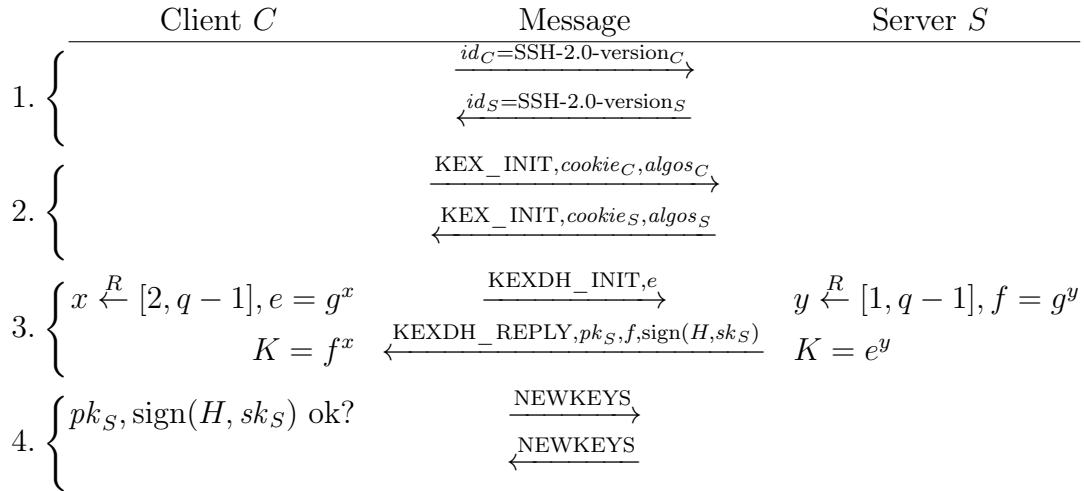 Client C Message Server S
1. id_C=SSH-2.0-version_C
id_S=SSH-2.0-version_S
2. KEX_INIT,cookie_C,algos_C
KEX_INIT,cookie_S,algos_S
3. x ←^R [2, q − 1], e = g^x KEXDH_INIT,e y ←^R [1, q − 1], f = g^y
K = f^x KEXDH_REPLY,pk_S,f,sign(H,sk_S) K = e^y
4. pk_S, sign(H, sk_S) ok? NEWKEYS
NEWKEYS